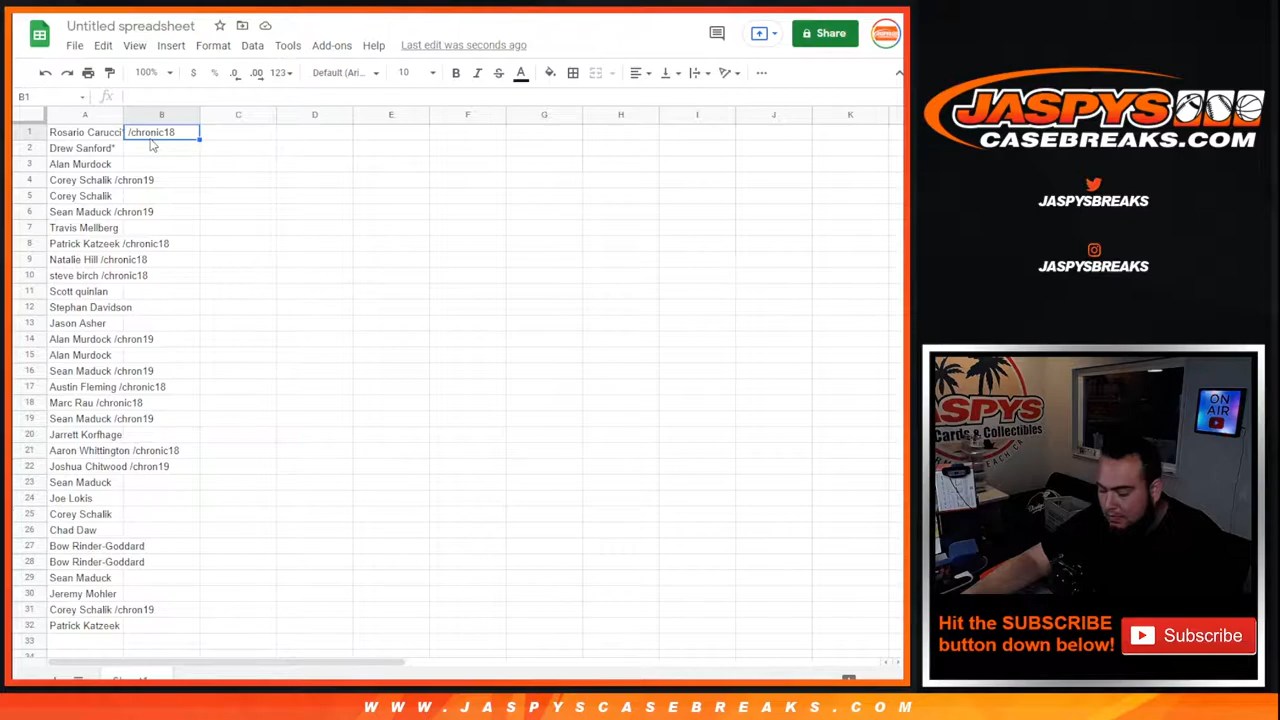 Untitled spreadsheet
File Edit View Insert Format Data Tools Add-ons Help Last edit was seconds ago
Share
100% $ % .0 .00 123 Default (Ari... 10 B I S A
B1 fx
A B C D E F G H I J K
1 Rosario Carucci* /chronic18
2 Drew Sanford*
3 Alan Murdock
4 Corey Schalik /chron19
5 Corey Schalik
6 Sean Maduck /chron19
7 Travis Mellberg
8 Patrick Katzeek /chronic18
9 Natalie Hill /chronic18
10 steve birch /chronic18
11 Scott quinlan
12 Stephan Davidson
13 Jason Asher
14 Alan Murdock /chron19
15 Alan Murdock
16 Sean Maduck /chron19
17 Austin Fleming /chronic18
18 Marc Rau /chronic18
19 Sean Maduck /chron19
20 Jarrett Korfhage
21 Aaron Whittington /chronic18
22 Joshua Chitwood /chron19
23 Sean Maduck
24 Joe Lokis
25 Corey Schalik
26 Chad Daw
27 Bow Rinder-Goddard
28 Bow Rinder-Goddard
29 Sean Maduck
30 Jeremy Mohler
31 Corey Schalik /chron19
32 Patrick Katzeek
33
JASPYS
CASEBREAKS.COM
JASPYSBREAKS
JASPYSBREAKS
ASPYS
Cards & Collectibles
ON
AIR
Hit the SUBSCRIBE
button down below!
Subscribe
WWW.JASPYSCASEBREAKS.COM